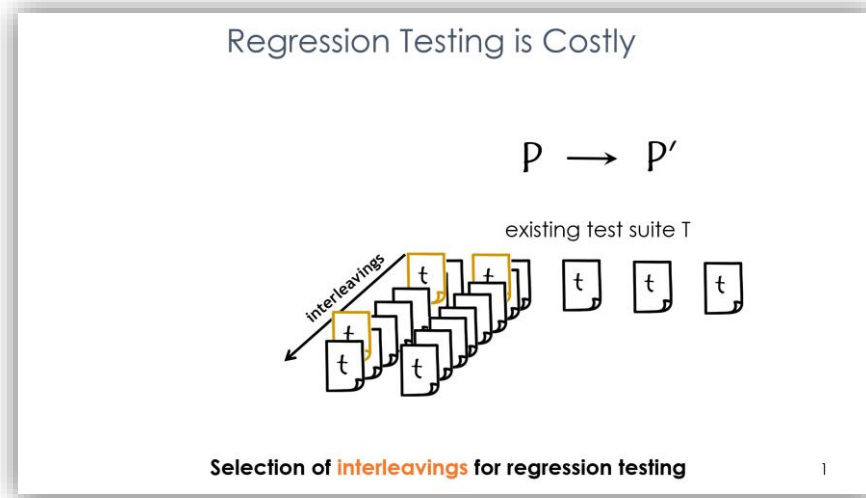 Regression Testing is Costly
P → P′
existing test suite T
interleavings
t t t t t
t
t t
Selection of interleavings for regression testing
1